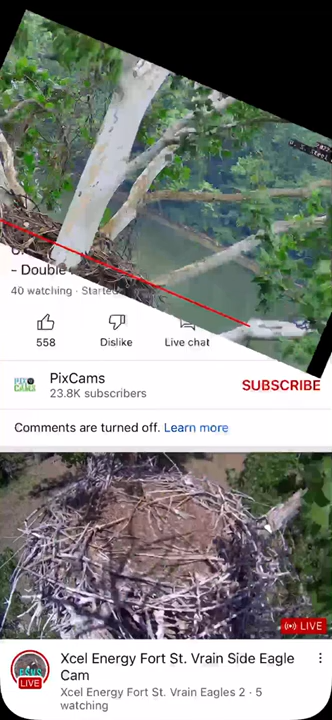 - Double
40 watching · Started
558
Dislike
Live chat
PixCams
23.8K subscribers
SUBSCRIBE
Comments are turned off. Learn more
LIVE
Xcel Energy Fort St. Vrain Side Eagle
Cam
Xcel Energy Fort St. Vrain Eagles 2 · 5
watching
LIVE